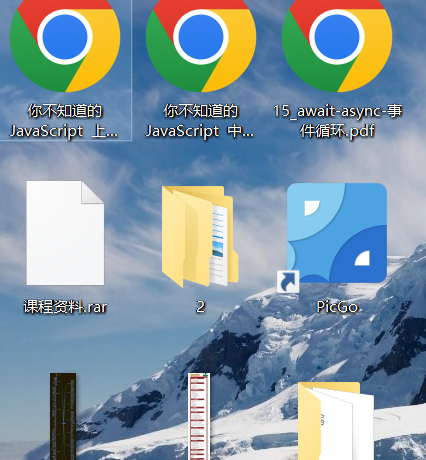 你不知道的
JavaScript 上...
你不知道的
JavaScript 中...
15_await-async-事
件循环.pdf
课程资料.rar
2
PicGo